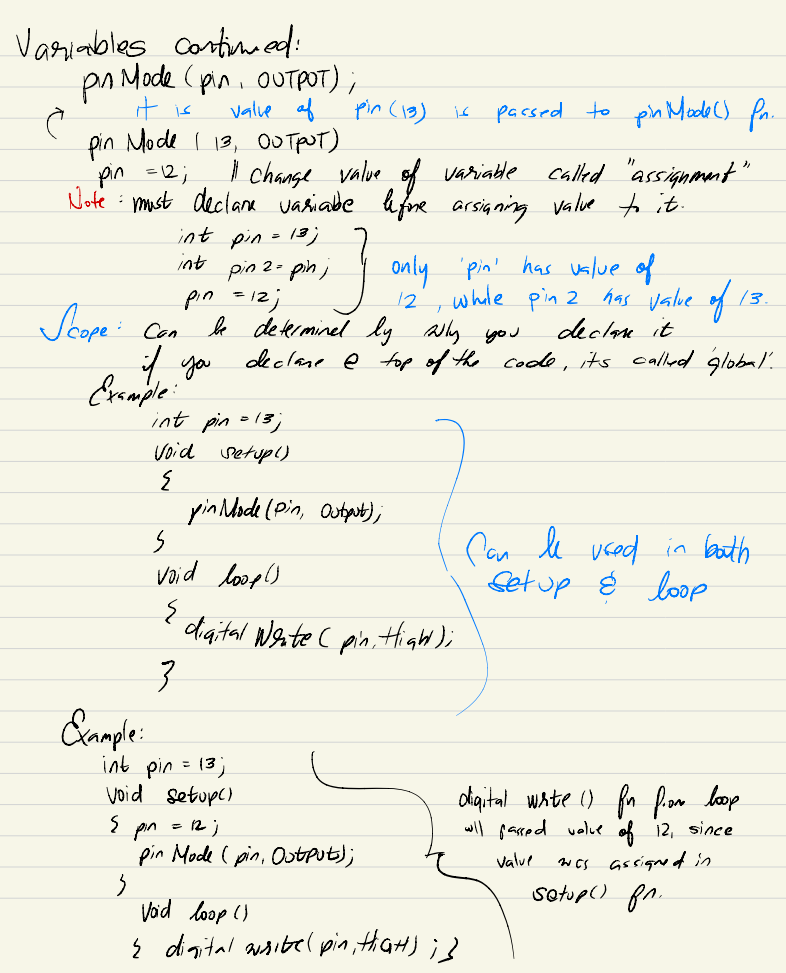 Variables continued:
pinMode (pin, OUTPUT);
It is value of pin(13) is passed to pinMode() fn.
pinMode ( 13, OUTPUT)
pin = 12; // change value of variable called "assignment"
Note: must declare variable before assigning value to it.
int pin = 13;
int pin 2 = pin;
pin = 12;
only 'pin' has value of
12, while pin 2 has value of 13.
Scope: Can be determined by you declare it
if you declare @ top of the code, its called 'global'.
Example:
int pin = 13;
Void setup()
{
pinMode(pin, Output);
}
Void loop()
{
digital Write ( pin, High);
}
Can be used in both
setup & loop
Example:
int pin = 13;
Void setup()
{ pin = 12;
pin Mode ( pin, Outputs);
}
Void loop ()
{ digital write( pin, HIGH) ; }
digital write () fn from loop
will passed value of 12, since
value was assigned in
setup() fn.